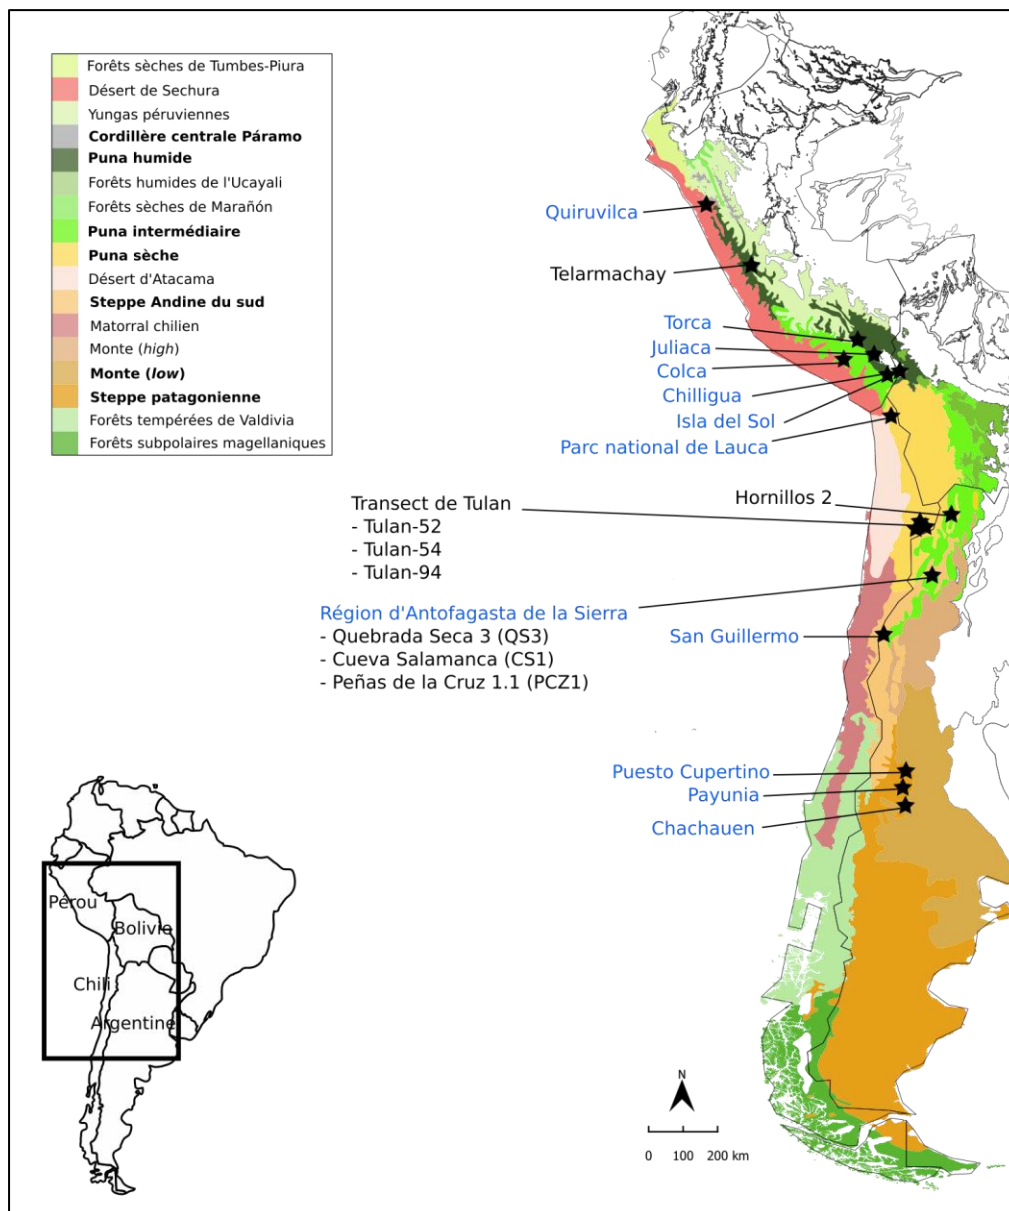 Forêts sèches de Tumbes-Piura
Désert de Sechura
Yungas péruviennes
Cordillère centrale Páramo
Puna humide
Forêts humides de l'Ucayali
Forêts sèches de Marañón
Puna intermédiaire
Puna sèche
Désert d'Atacama
Steppe Andine du sud
Matorral chilien
Monte (high)
Monte (low)
Steppe patagonienne
Forêts tempérées de Valdivia
Forêts subpolaires magellaniques
Quiruvilca
Telarmachay
Torca
Juliaca
Colca
Chilligua
Isla del Sol
Parc national de Lauca
Hornillos 2
Transect de Tulan
- Tulan-52
- Tulan-54
- Tulan-94
Région d'Antofagasta de la Sierra
- Quebrada Seca 3 (QS3)
- Cueva Salamanca (CS1)
- Peñas de la Cruz 1.1 (PCZ1)
San Guillermo
Puesto Cupertino
Payunia
Chachauen
Pérou
Bolivie
Chili
Argentine
N
0 100 200 km